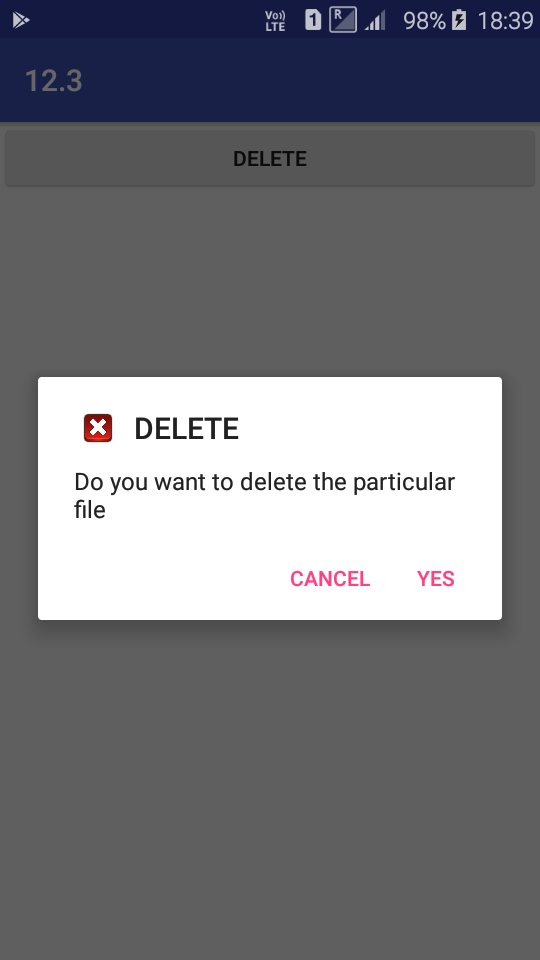 Vo)) LTE 1 R 98% 18:39
12.3
DELETE
DELETE
Do you want to delete the particular
file
CANCEL YES